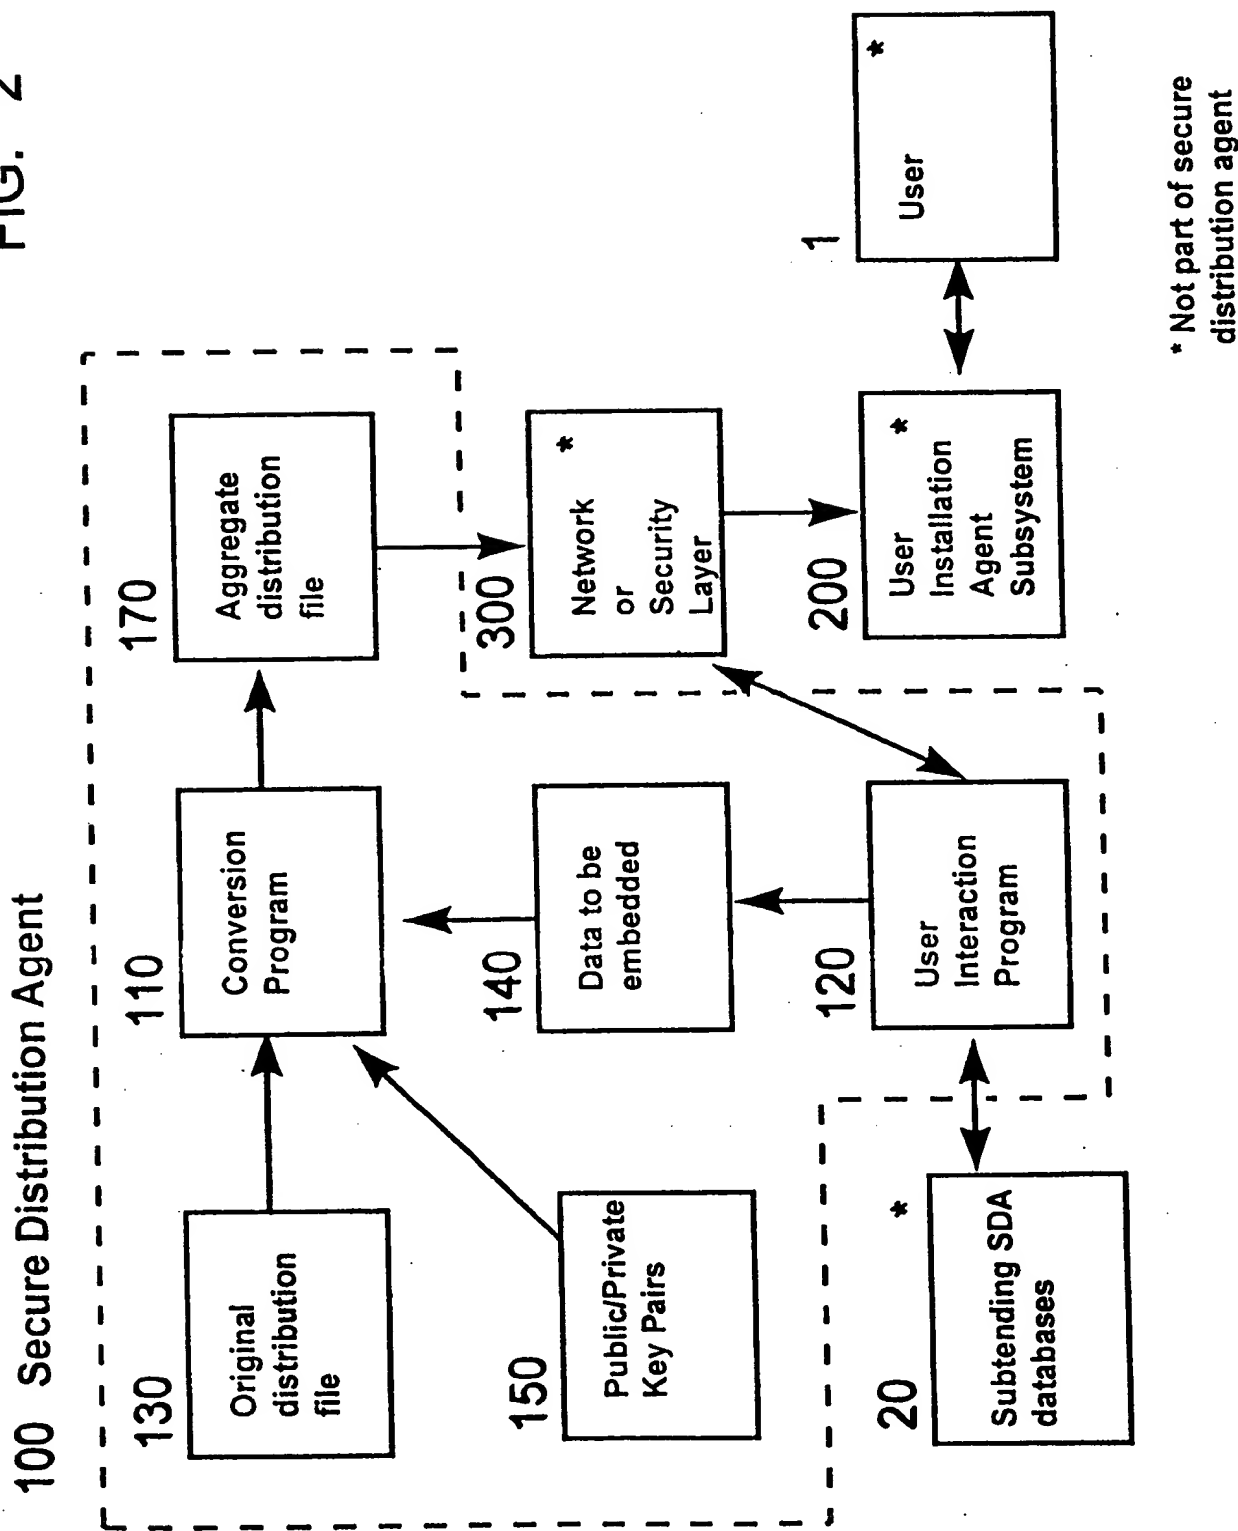 FIG. 2
100 Secure Distribution Agent
130
Original
distribution
file
110
Conversion
Program
170
Aggregate
distribution
file
150
Public/Private
Key Pairs
140
Data to be
embedded
300
Network *
or
Security
Layer
20
*
Subtending SDA
databases
120
User
Interaction
Program
200
User *
Installation
Agent
Subsystem
1
User *
* Not part of secure
distribution agent